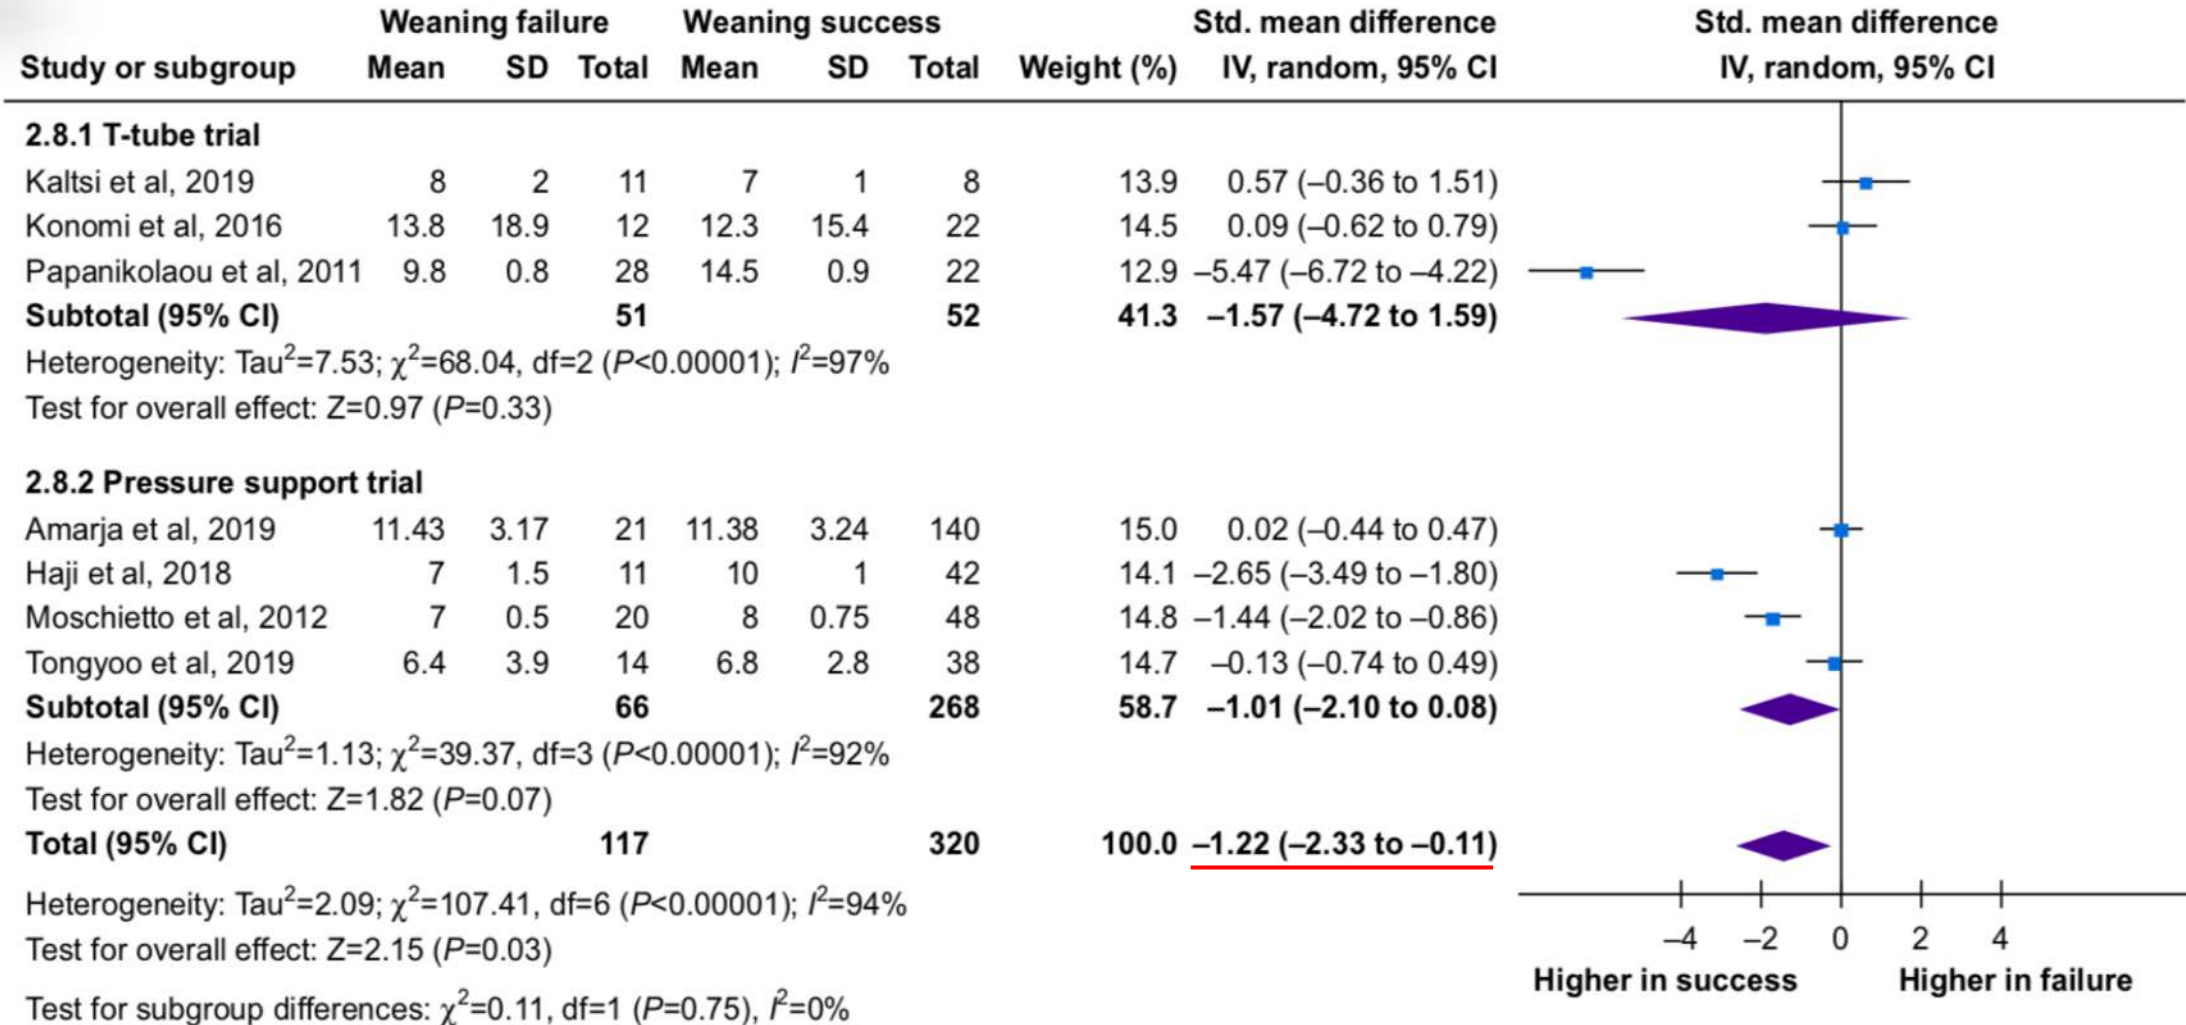 Weaning failure Weaning success Std. mean difference Std. mean difference
Study or subgroup Mean SD Total Mean SD Total Weight (%) IV, random, 95% CI IV, random, 95% CI
2.8.1 T-tube trial
Kaltsi et al, 2019 8 2 11 7 1 8 13.9 0.57 (–0.36 to 1.51)
Konomi et al, 2016 13.8 18.9 12 12.3 15.4 22 14.5 0.09 (–0.62 to 0.79)
Papanikolaou et al, 2011 9.8 0.8 28 14.5 0.9 22 12.9 –5.47 (–6.72 to –4.22)
Subtotal (95% CI) 51 52 41.3 –1.57 (–4.72 to 1.59)
Heterogeneity: Tau²=7.53; χ²=68.04, df=2 (P<0.00001); I²=97%
Test for overall effect: Z=0.97 (P=0.33)
2.8.2 Pressure support trial
Amarja et al, 2019 11.43 3.17 21 11.38 3.24 140 15.0 0.02 (–0.44 to 0.47)
Haji et al, 2018 7 1.5 11 10 1 42 14.1 –2.65 (–3.49 to –1.80)
Moschietto et al, 2012 7 0.5 20 8 0.75 48 14.8 –1.44 (–2.02 to –0.86)
Tongyoo et al, 2019 6.4 3.9 14 6.8 2.8 38 14.7 –0.13 (–0.74 to 0.49)
Subtotal (95% CI) 66 268 58.7 –1.01 (–2.10 to 0.08)
Heterogeneity: Tau²=1.13; χ²=39.37, df=3 (P<0.00001); I²=92%
Test for overall effect: Z=1.82 (P=0.07)
Total (95% CI) 117 320 100.0 –1.22 (–2.33 to –0.11)
Heterogeneity: Tau²=2.09; χ²=107.41, df=6 (P<0.00001); I²=94%
Test for overall effect: Z=2.15 (P=0.03)
–4 –2 0 2 4
Higher in success Higher in failure
Test for subgroup differences: χ²=0.11, df=1 (P=0.75), I²=0%